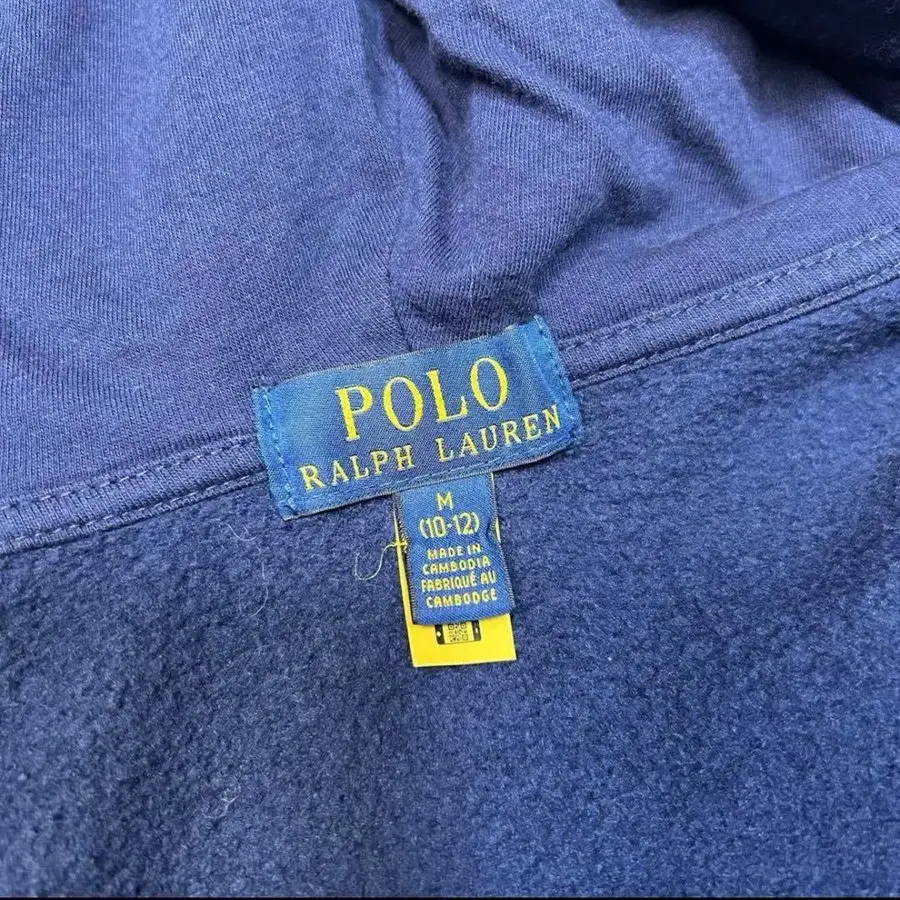 POLO
RALPH LAUREN
M
(10-12)
MADE IN
CAMBODIA
FABRIQUÉ AU
CAMBODGE